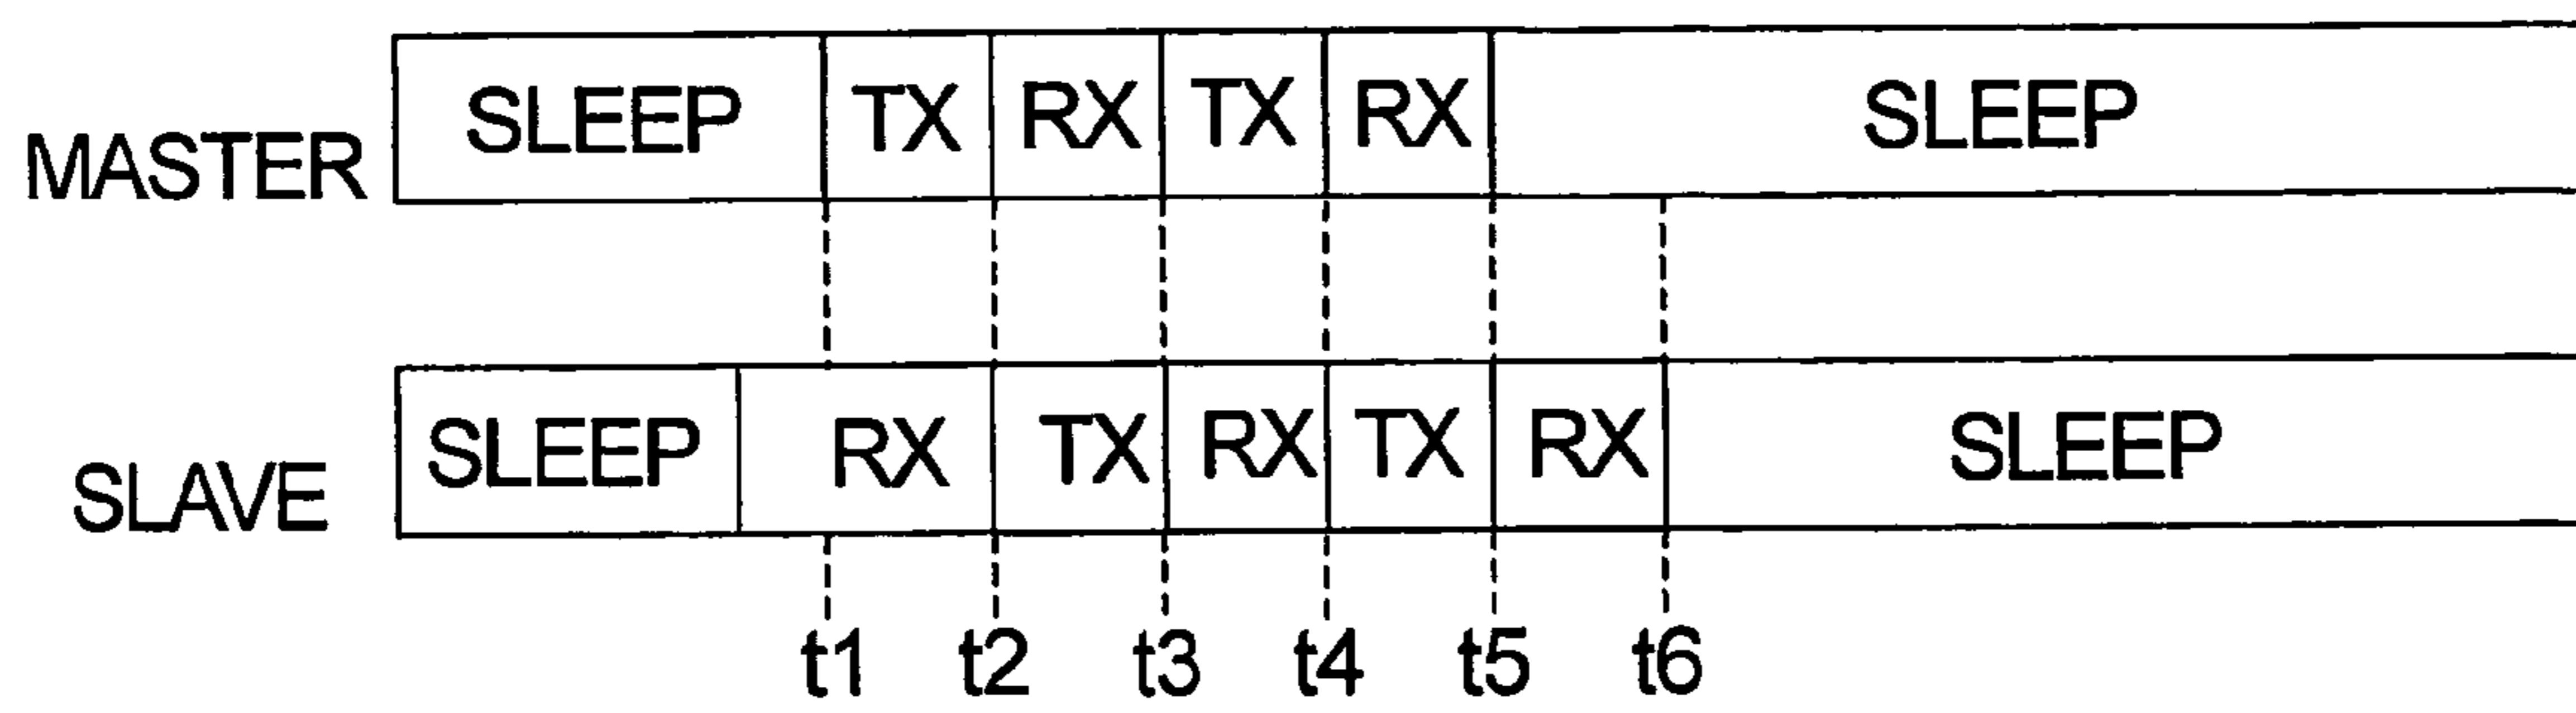 MASTER SLEEP TX RX TX RX SLEEP
SLAVE SLEEP RX TX RX TX RX SLEEP
t1 t2 t3 t4 t5 t6